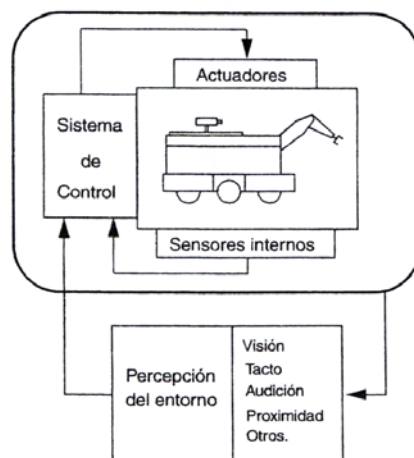 Actuadores
Sistema
de
Control
Sensores internos
Percepción
del entorno
Visión
Tacto
Audición
Proximidad
Otros.